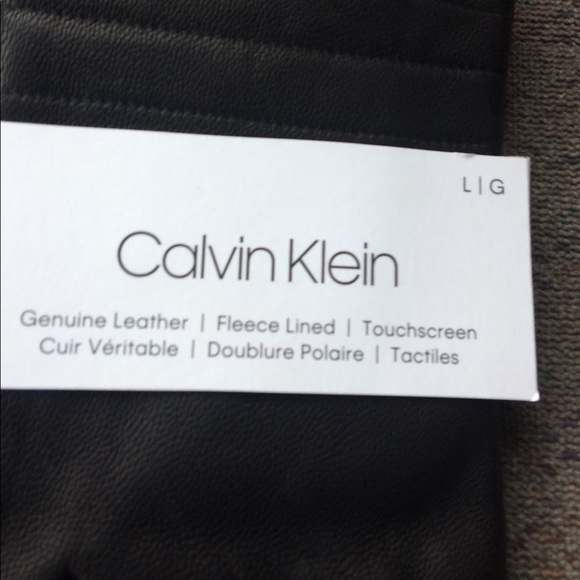 L | G
Calvin Klein
Genuine Leather | Fleece Lined | Touchscreen
Cuir Véritable | Doublure Polaire | Tactiles